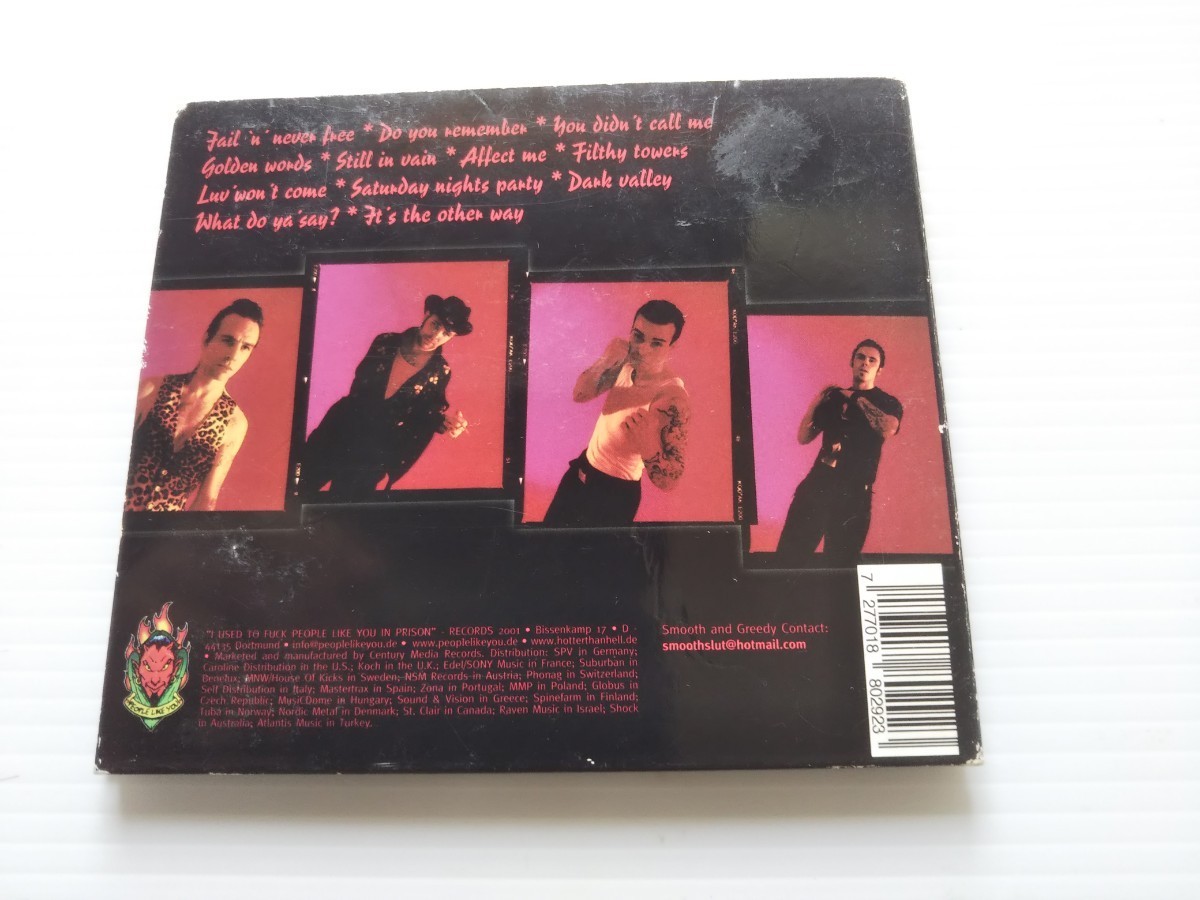 Jail 'n' never free * Do you remember * You didn't call me
Golden words * Still in vain * Affect me * Filthy towers
Luv'won't come * Saturday nights party * Dark valley
What do ya'say? * It's the other way
"I USED TO FUCK PEOPLE LIKE YOU IN PRISON" - RECORDS 2001 • Bissenkamp 17 • D -
44135 Dortmund • info@peoplelikeyou.de • www.peoplelikeyou.de • www.hotterthanhell.de
• Marketed and manufactured by Century Media Records. Distribution: SPV in Germany;
Caroline Distribution in the U.S.; Koch in the U.K.; Edel/SONY Music in France; Suburban in
Benelux; MNW/House Of Kicks in Sweden; NSM Records in Austria; Phonag in Switzerland;
Self Distribution in Italy; Mastertrax in Spain; Zona in Portugal; MMP in Poland; Globus in
Czech Republic; MusicDome in Hungary; Sound & Vision in Greece; Spinefarm in Finland;
Tuba in Norway; Nordic Metal in Denmark; St. Clair in Canada; Raven Music in Israel; Shock
in Australia; Atlantis Music in Turkey.
PEOPLE LIKE YOU
Smooth and Greedy Contact:
smoothslut@hotmail.com
7 277018 802923